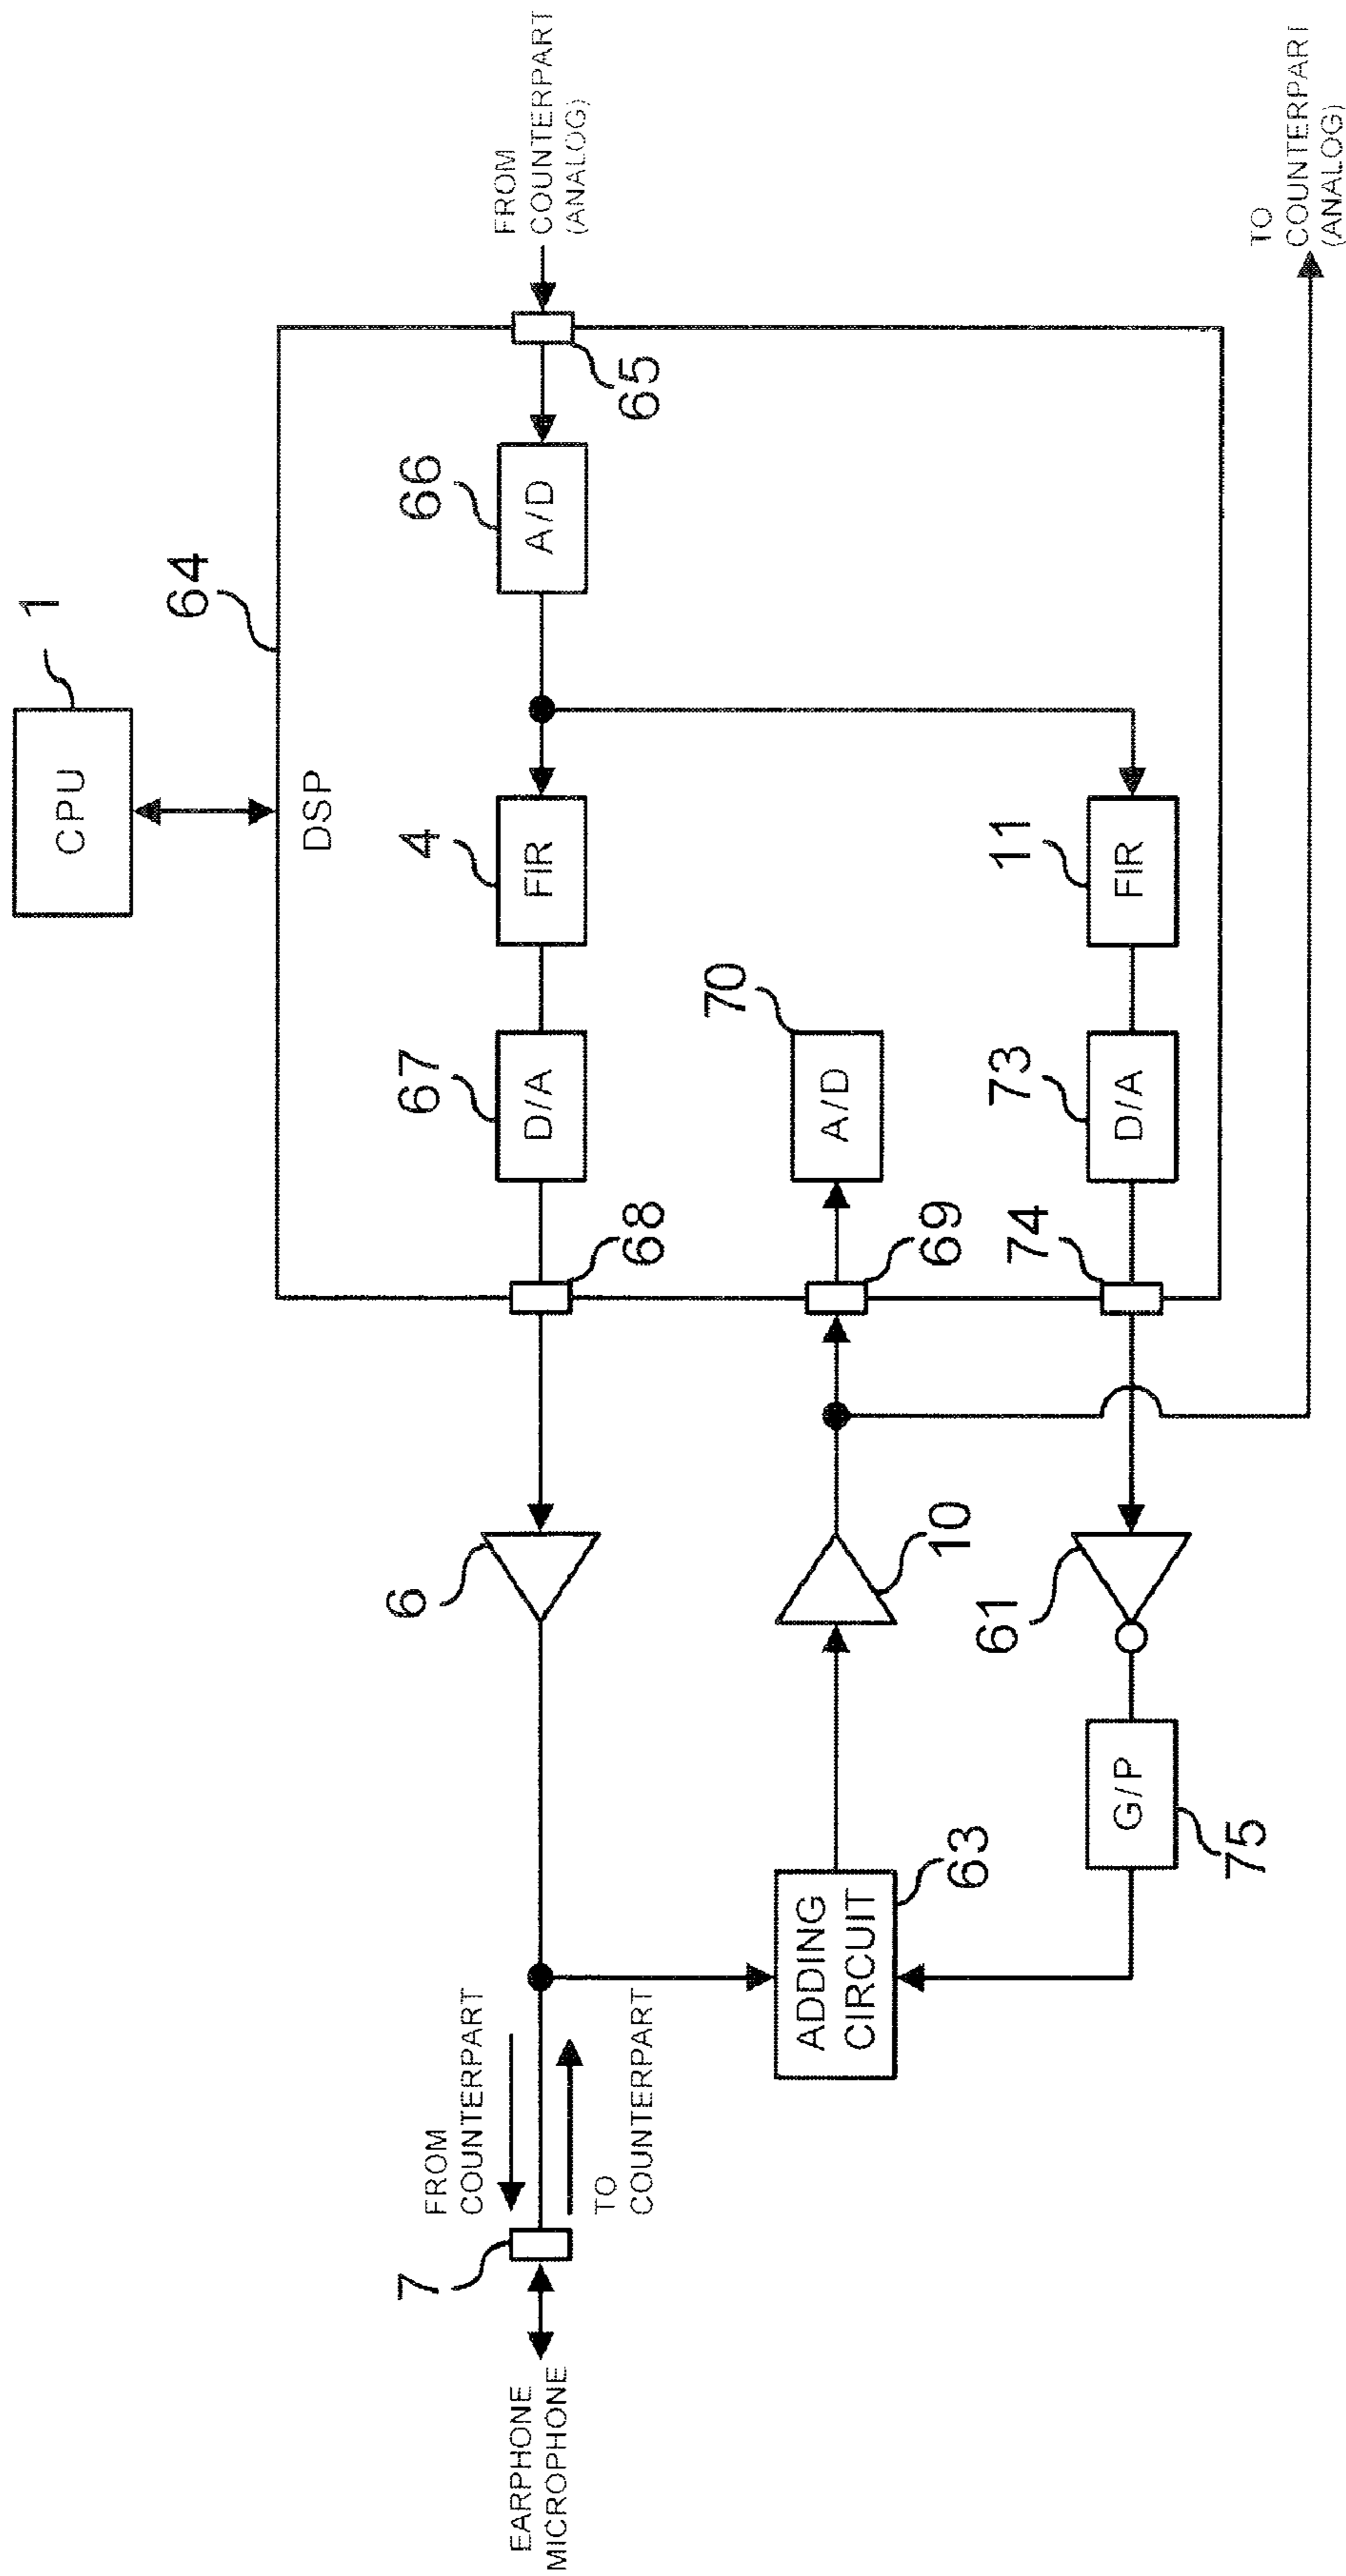 CPU
1
64
DSP
FROM
COUNTERPART
(ANALOG)
65
66
A/D
4
FIR
67
D/A
68
6
FROM
COUNTERPART
7
EARPHONE
MICROPHONE
TO
COUNTERPART
70
A/D
69
10
ADDING
CIRCUIT
63
11
FIR
73
D/A
74
61
G/P
75
TO
COUNTERPART
(ANALOG)